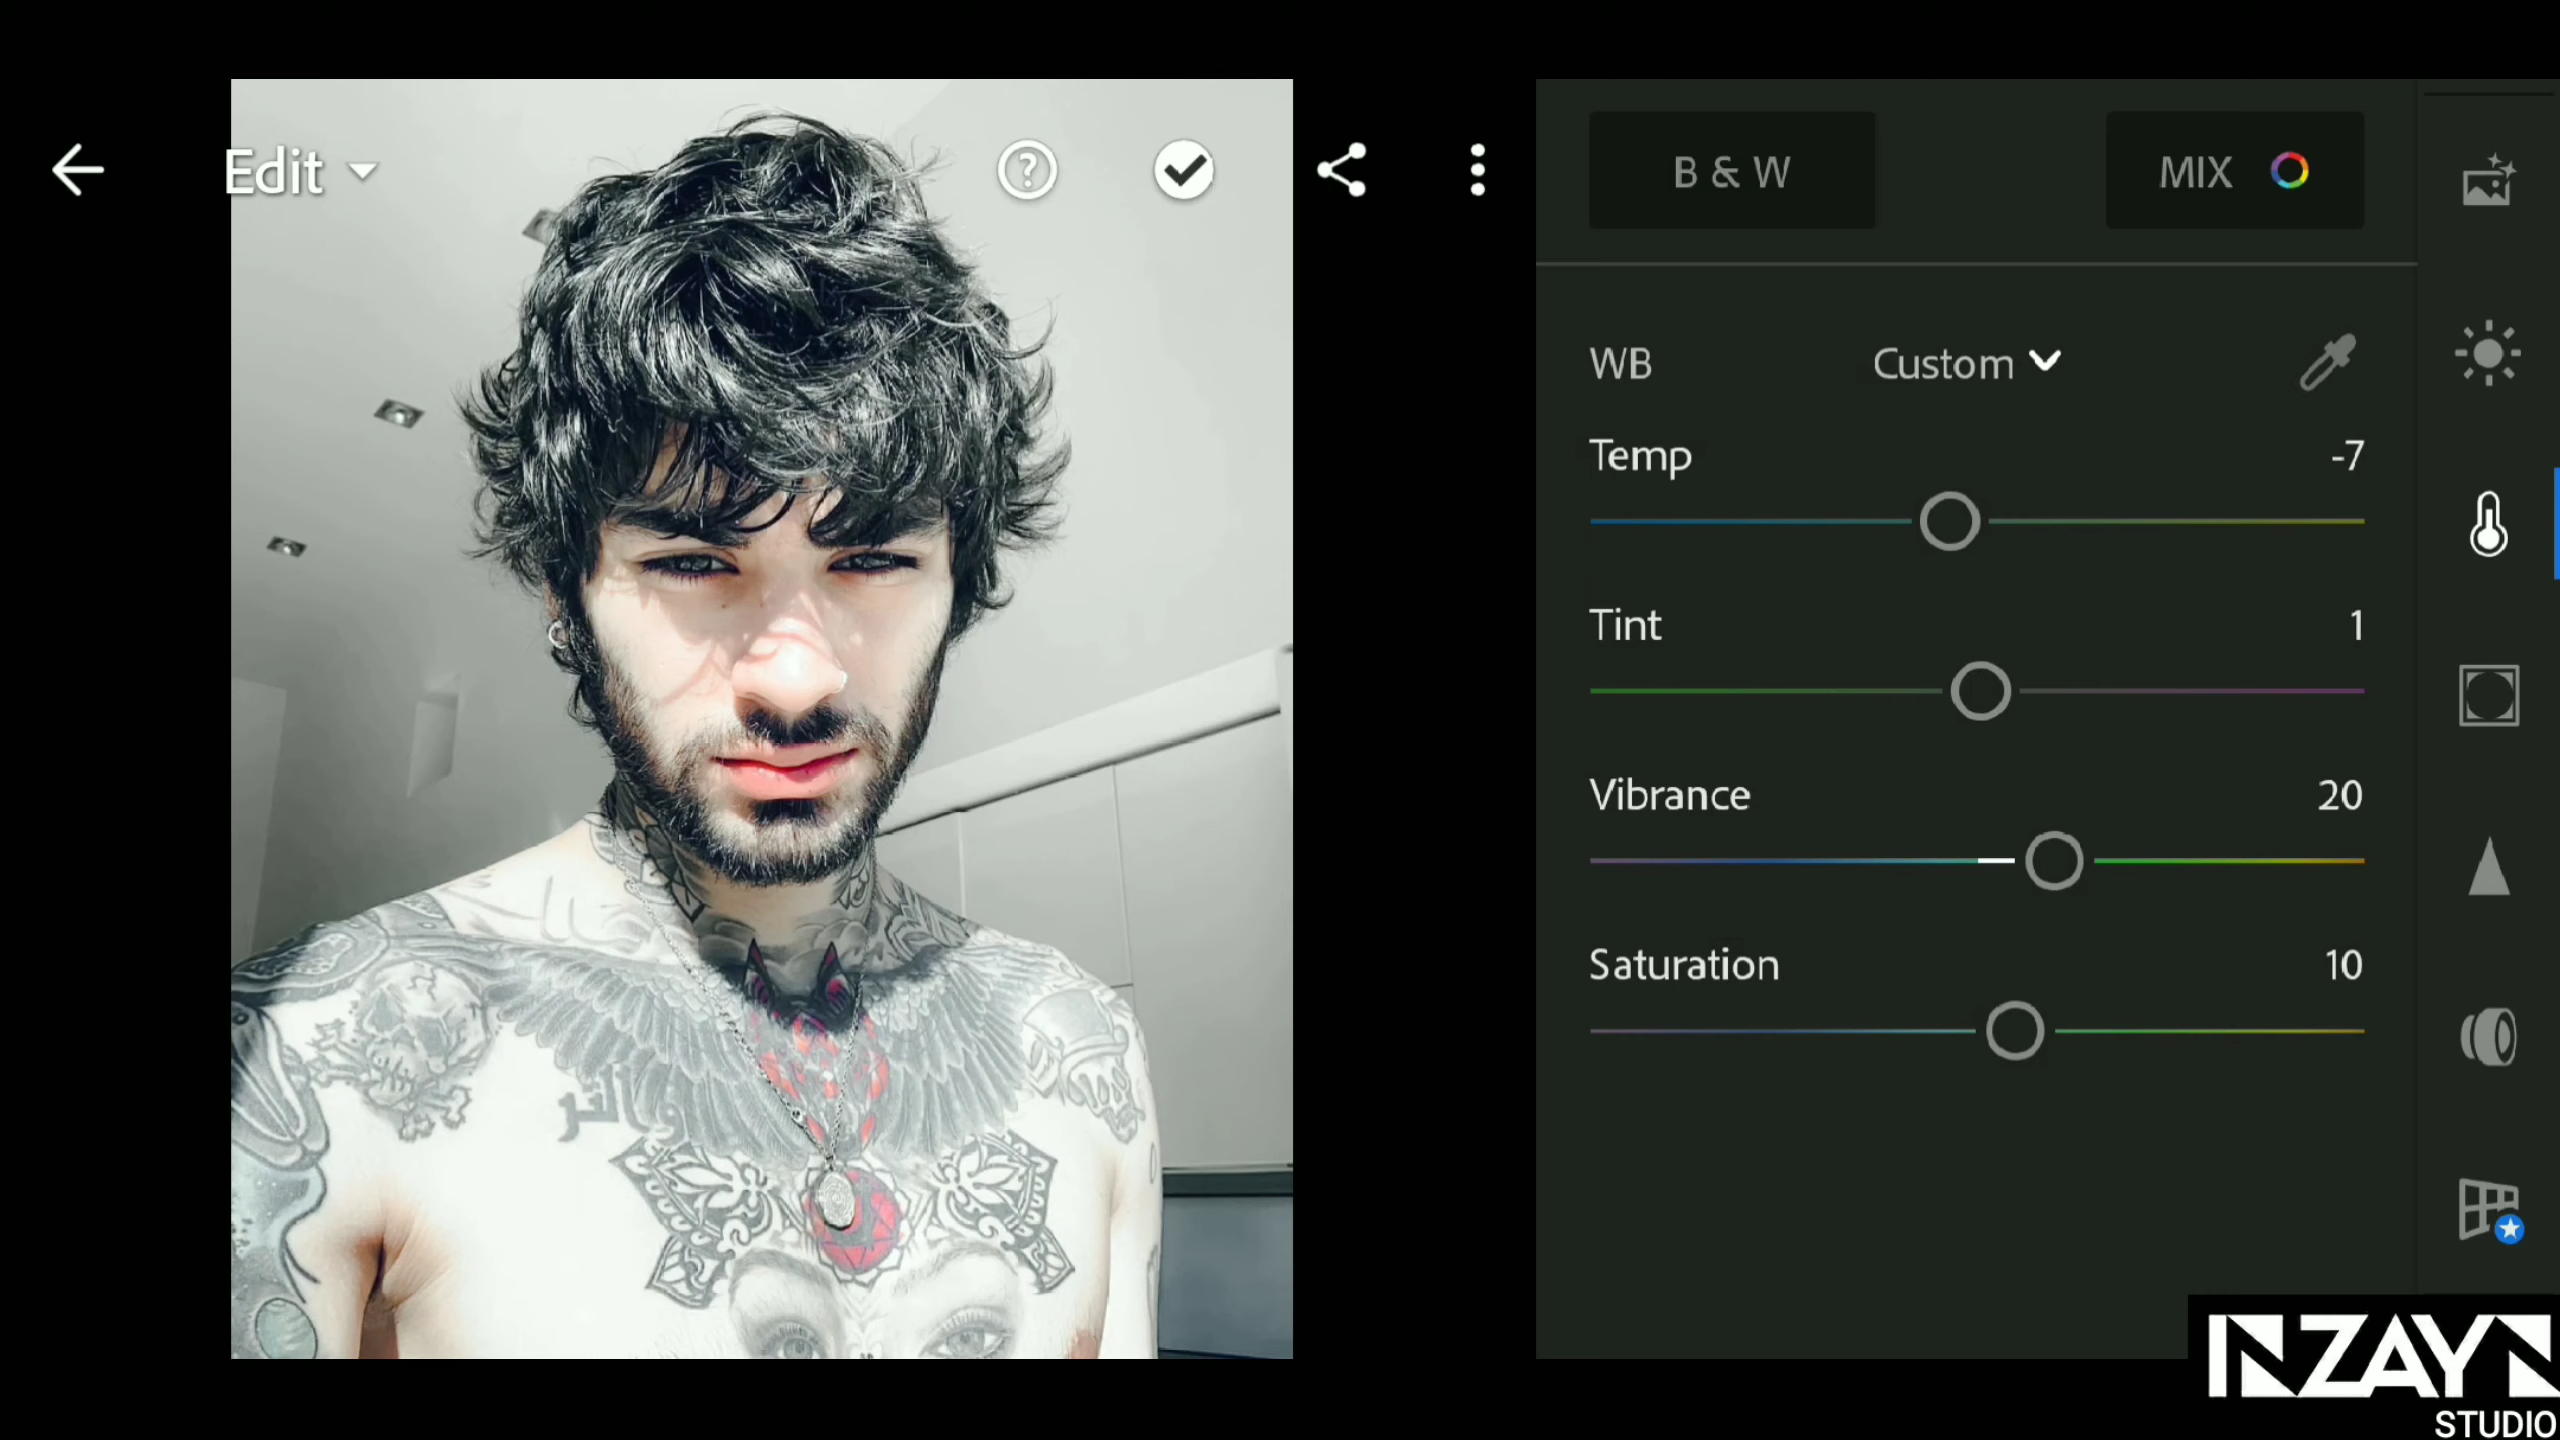 Edit
B & W
MIX
WB Custom
Temp -7
Tint 1
Vibrance 20
Saturation 10
NZAYN
STUDIO